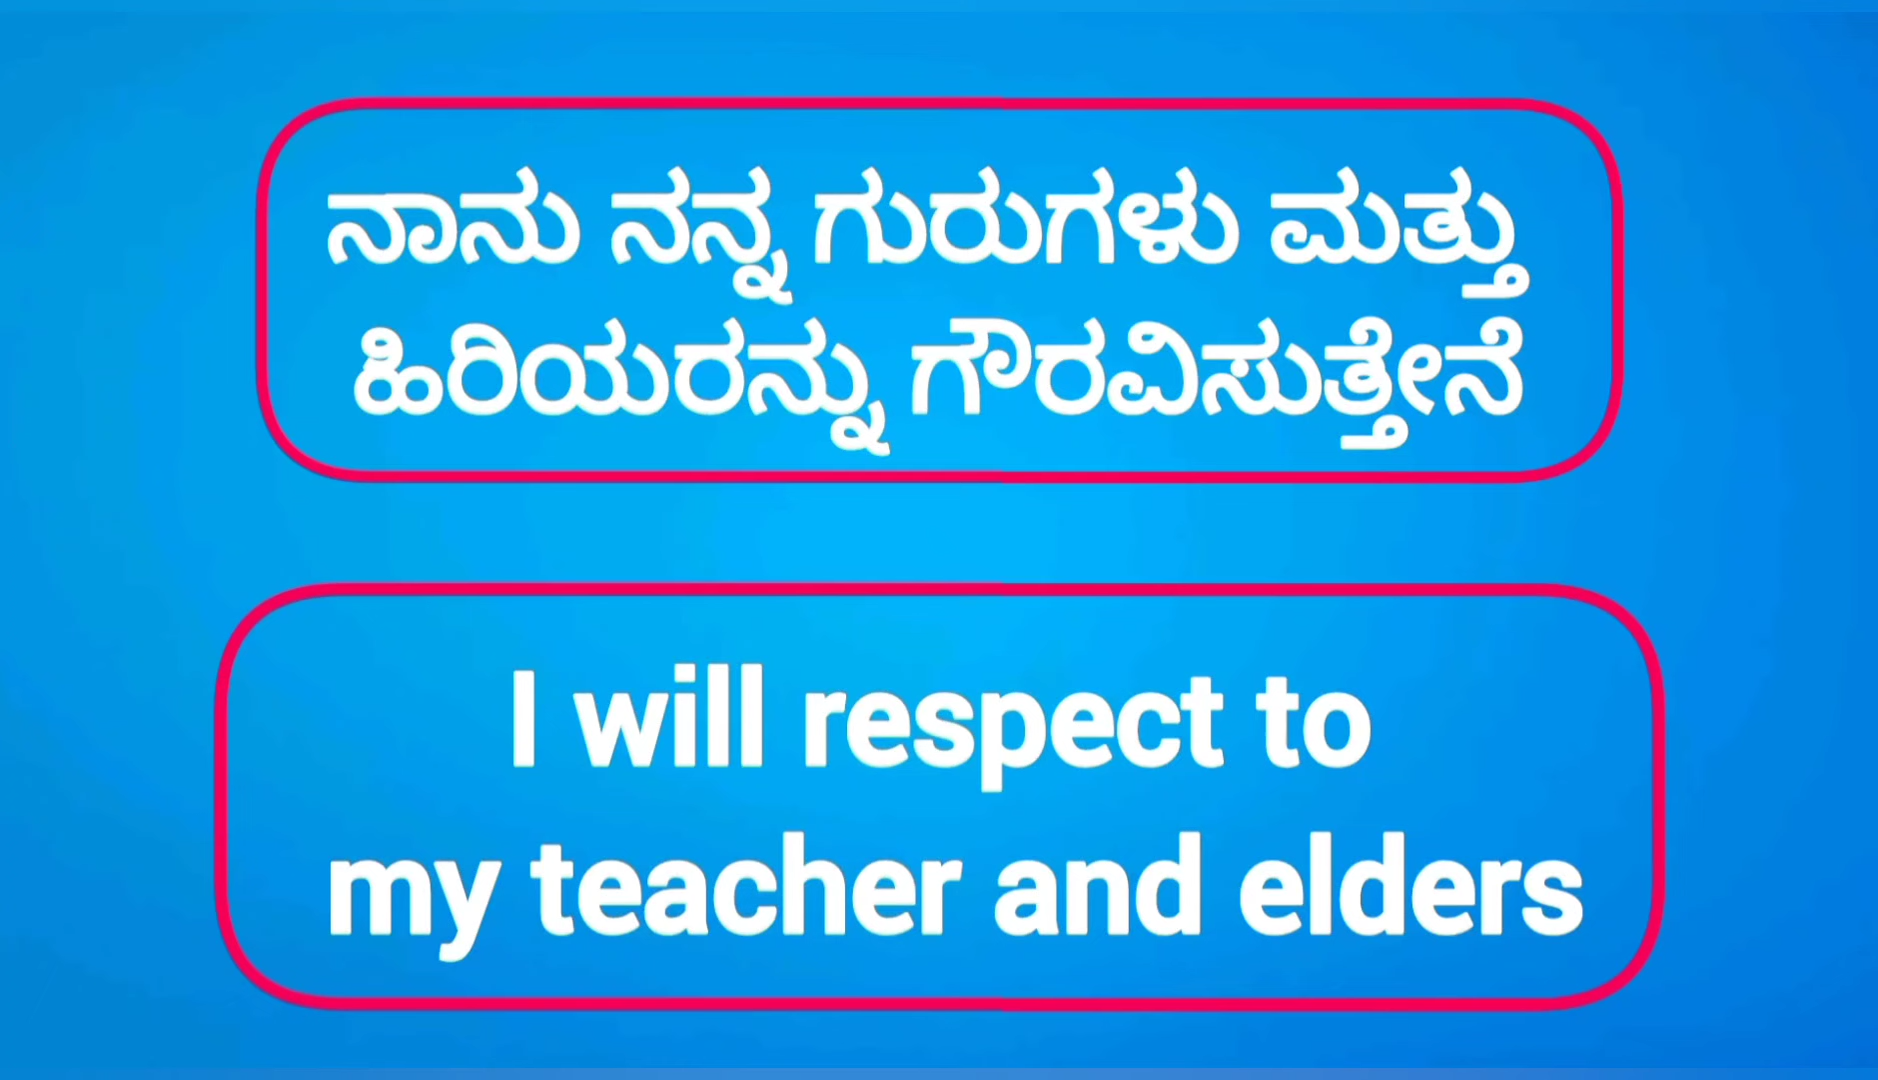 ನಾನು ನನ್ನ ಗುರುಗಳು ಮತ್ತು
ಹಿರಿಯರನ್ನು ಗೌರವಿಸುತ್ತೇನೆ
I will respect to
my teacher and elders